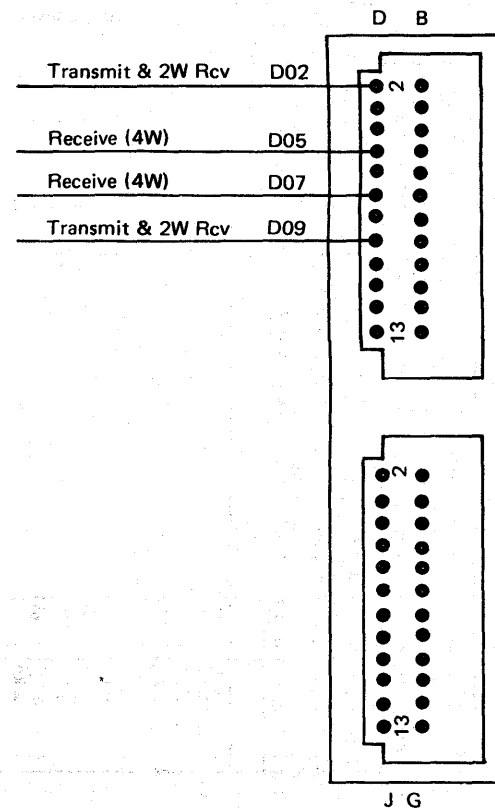 D B
Transmit & 2W Rcv D02
2
Receive (4W) D05
Receive (4W) D07
Transmit & 2W Rcv D09
13
2
13
J G